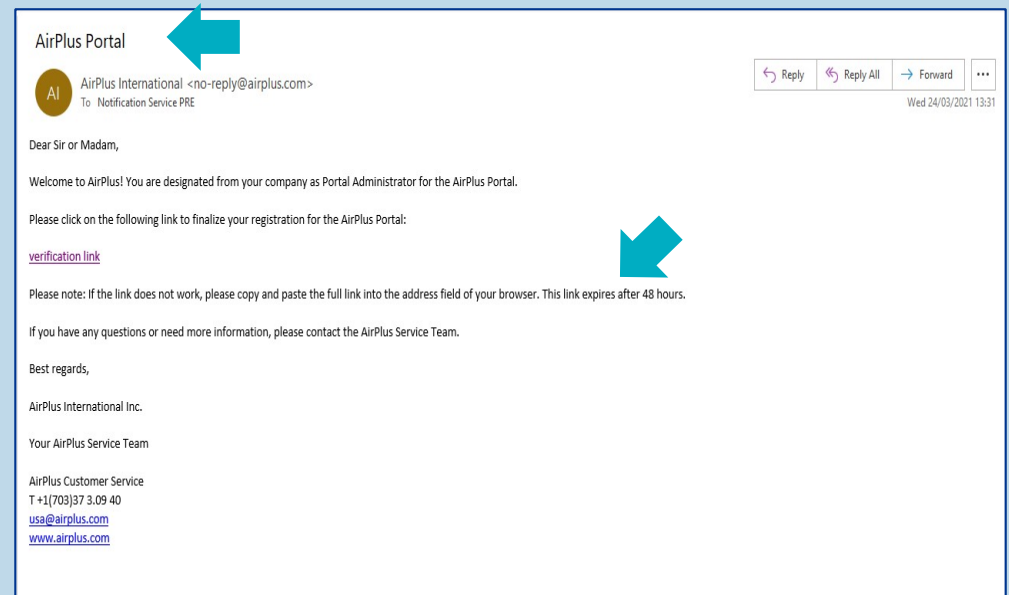 AirPlus Portal
AI
AirPlus International <no-reply@airplus.com>
To Notification Service PRE
Reply
Reply All
Forward
...
Wed 24/03/2021 13:31
Dear Sir or Madam,
Welcome to AirPlus! You are designated from your company as Portal Administrator for the AirPlus Portal.
Please click on the following link to finalize your registration for the AirPlus Portal:
verification link
Please note: If the link does not work, please copy and paste the full link into the address field of your browser. This link expires after 48 hours.
If you have any questions or need more information, please contact the AirPlus Service Team.
Best regards,
AirPlus International Inc.
Your AirPlus Service Team
AirPlus Customer Service
T +1(703)37 3.09 40
usa@airplus.com
www.airplus.com